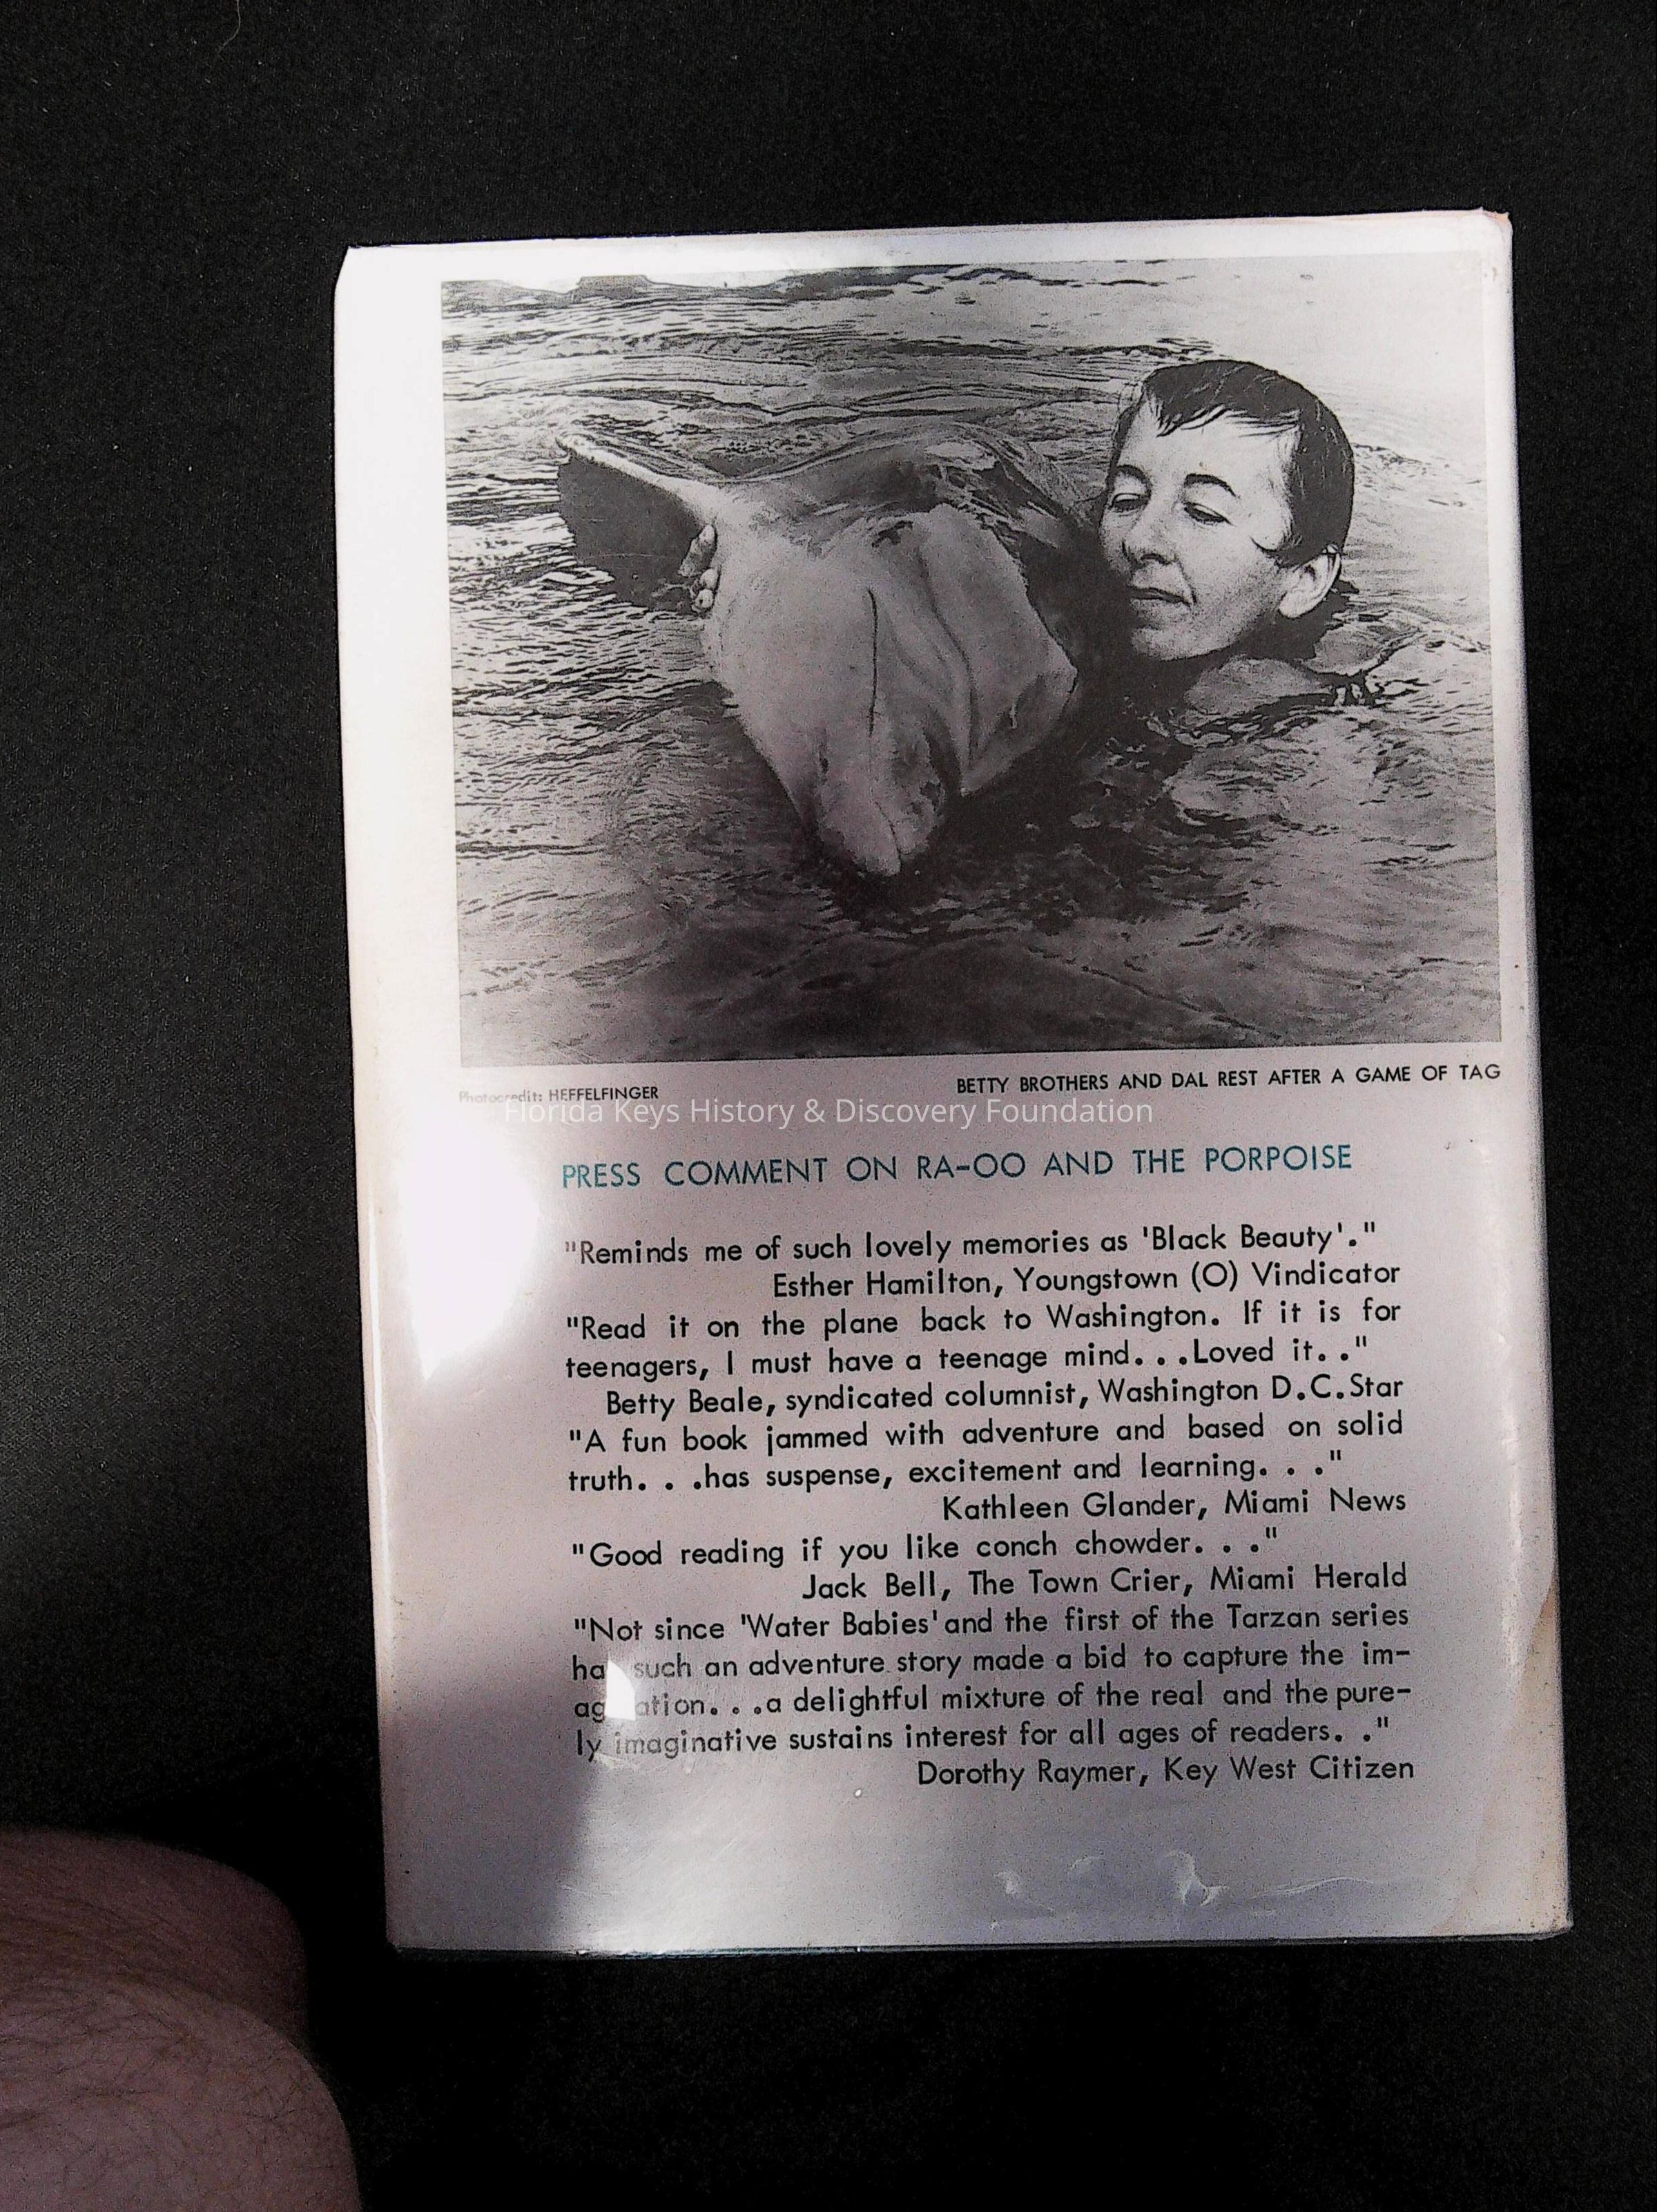 Photocredit: HEFFELFINGER
BETTY BROTHERS AND DAL REST AFTER A GAME OF TAG
Florida Keys History & Discovery Foundation
PRESS COMMENT ON RA-OO AND THE PORPOISE
"Reminds me of such lovely memories as 'Black Beauty'."
Esther Hamilton, Youngstown (O) Vindicator
"Read it on the plane back to Washington. If it is for
teenagers, I must have a teenage mind. . .Loved it. ."
Betty Beale, syndicated columnist, Washington D.C.Star
"A fun book jammed with adventure and based on solid
truth. . .has suspense, excitement and learning. . ."
Kathleen Glander, Miami News
"Good reading if you like conch chowder. . ."
Jack Bell, The Town Crier, Miami Herald
"Not since 'Water Babies' and the first of the Tarzan series
such an adventure story made a bid to capture the im-
. . .a delightful mixture of the real and the pure-
ly imaginative sustains interest for all ages of readers. ."
Dorothy Raymer, Key West Citizen